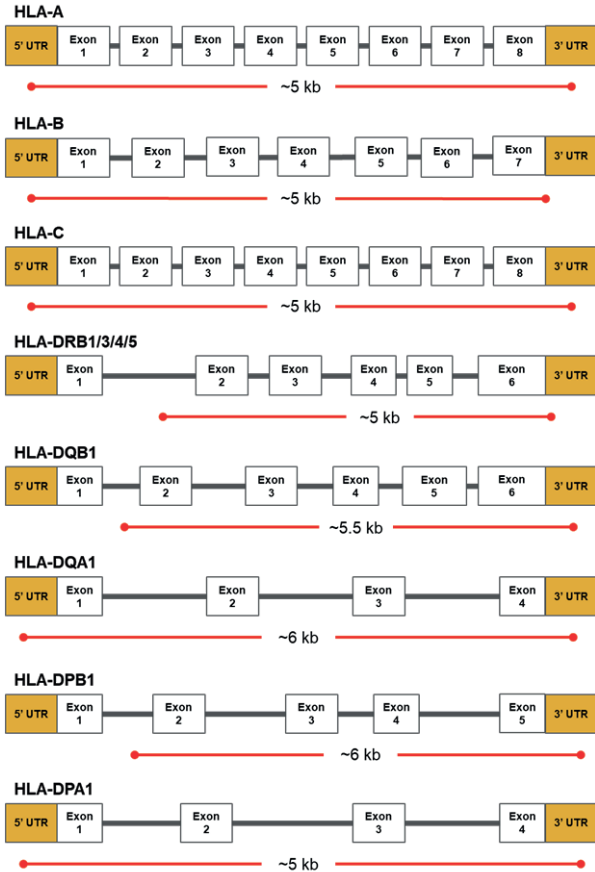 HLA-A
5' UTR Exon 1 Exon 2 Exon 3 Exon 4 Exon 5 Exon 6 Exon 7 Exon 8 3' UTR
~5 kb
HLA-B
5' UTR Exon 1 Exon 2 Exon 3 Exon 4 Exon 5 Exon 6 Exon 7 3' UTR
~5 kb
HLA-C
5' UTR Exon 1 Exon 2 Exon 3 Exon 4 Exon 5 Exon 6 Exon 7 Exon 8 3' UTR
~5 kb
HLA-DRB1/3/4/5
5' UTR Exon 1 Exon 2 Exon 3 Exon 4 Exon 5 Exon 6 3' UTR
~5 kb
HLA-DQB1
5' UTR Exon 1 Exon 2 Exon 3 Exon 4 Exon 5 Exon 6 3' UTR
~5.5 kb
HLA-DQA1
5' UTR Exon 1 Exon 2 Exon 3 Exon 4 3' UTR
~6 kb
HLA-DPB1
5' UTR Exon 1 Exon 2 Exon 3 Exon 4 Exon 5 3' UTR
~6 kb
HLA-DPA1
5' UTR Exon 1 Exon 2 Exon 3 Exon 4 3' UTR
~5 kb